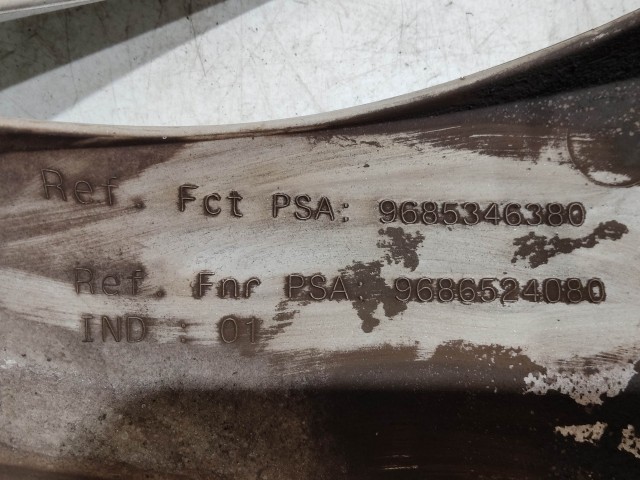 Ref. Fct PSA: 9685346380
Ref. Fnr PSA: 9686524080
IND : 01